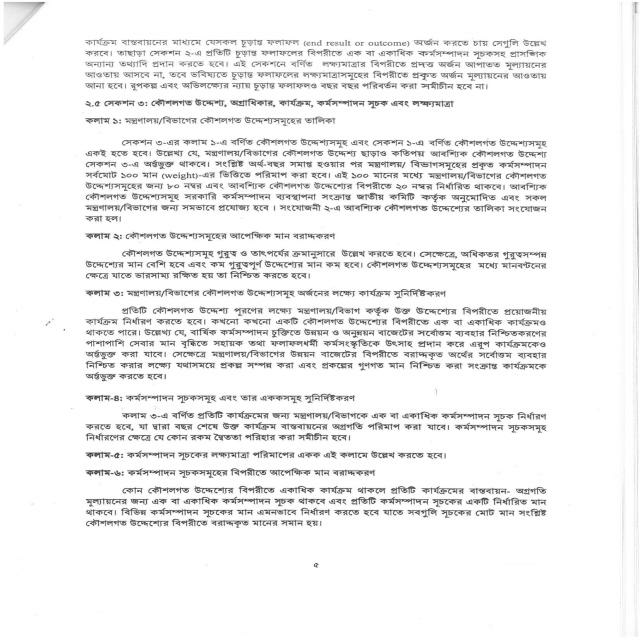 কার্যক্রম বাস্তবায়নের মাধ্যমে যেসকল চূড়ান্ত ফলাফল (end result or outcome) অর্জন করতে চায় সেগুলি উল্লেখ
করবে। তাছাড়া সেকশন ২-এ প্রতিটি চূড়ান্ত ফলাফলের বিপরীতে এক বা একাধিক কর্মসম্পাদন সূচকসহ প্রাসঙ্গিক
অন্যান্য তথ্যাদি প্রদান করতে হবে। এই সেকশনে বর্ণিত লক্ষ্যমাত্রার বিপরীতে প্রদত্ত অর্জন আপাতত মূল্যায়নের
আওতায় আসবে না, তবে ভবিষ্যতে চূড়ান্ত ফলাফলের লক্ষ্যমাত্রাসমূহের বিপরীতে প্রকৃত অর্জন মূল্যায়নের আওতায়
আনা হবে। রূপকল্প এবং অভিলক্ষ্যের ন্যায় চূড়ান্ত ফলাফলও বছর বছর পরিবর্তন করা সমীচীন হবে না।
২.৫ সেকশন ৩: কৌশলগত উদ্দেশ্য, অগ্রাধিকার, কার্যক্রম, কর্মসম্পাদন সূচক এবং লক্ষ্যমাত্রা
কলাম ১: মন্ত্রণালয়/বিভাগের কৌশলগত উদ্দেশ্যসমূহের তালিকা
সেকশন ৩-এর কলাম ১-এ বর্ণিত কৌশলগত উদ্দেশ্যসমূহ এবং সেকশন ১-এ বর্ণিত কৌশলগত উদ্দেশ্যসমূহ
একই হতে হবে। উল্লেখ্য যে, মন্ত্রণালয়/বিভাগের কৌশলগত উদ্দেশ্য ছাড়াও কতিপয় আবশ্যিক কৌশলগত উদ্দেশ্য
সেকশন ৩-এ অর্ন্তভুক্ত থাকবে। সংশ্লিষ্ট অর্থ-বছর সমাপ্ত হওয়ার পর মন্ত্রণালয়/ বিভাগসমূহের প্রকৃত কর্মসম্পাদন
সর্বমোট ১০০ মান (weight)-এর ভিত্তিতে পরিমাপ করা হবে। এই ১০০ মানের মধ্যে মন্ত্রণালয়/বিভাগের কৌশলগত
উদ্দেশ্যসমূহের জন্য ৮০ নম্বর এবং আবশ্যিক কৌশলগত উদ্দেশ্যের বিপরীতে ২০ নম্বর নির্ধারিত থাকবে। আবশ্যিক
কৌশলগত উদ্দেশ্যসমূহ সরকারি কর্মসম্পাদন ব্যবস্থাপনা সংক্রান্ত জাতীয় কমিটি কর্তৃক অনুমোদিত এবং সকল
মন্ত্রণালয়/বিভাগের জন্য সমভাবে প্রযোজ্য হবে । সংযোজনী ২-এ আবশ্যিক কৌশলগত উদ্দেশ্যের তালিকা সংযোজন
করা হল।
কলাম ২: কৌশলগত উদ্দেশ্যসমূহের আপেক্ষিক মান বরাদ্দকরণ
কৌশলগত উদ্দেশ্যসমূহ গুরুত্ব ও তাৎপর্যের ক্রমানুসারে উল্লেখ করতে হবে। সেক্ষেত্রে, অধিকতর গুরুত্বসম্পন্ন
উদ্দেশ্যের মান বেশি হবে এবং কম গুরুত্বপূর্ণ উদ্দেশ্যের মান কম হবে। কৌশলগত উদ্দেশ্যসমূহের মধ্যে মানবণ্টনের
ক্ষেত্রে যাতে ভারসাম্য রক্ষিত হয় তা নিশ্চিত করতে হবে।
কলাম ৩: মন্ত্রণালয়/বিভাগের কৌশলগত উদ্দেশ্যসমূহ অর্জনের লক্ষ্যে কার্যক্রম সুনির্দিষ্টকরণ
প্রতিটি কৌশলগত উদ্দেশ্য পূরণের লক্ষ্যে মন্ত্রণালয়/বিভাগ কর্তৃক উক্ত উদ্দেশ্যের বিপরীতে প্রয়োজনীয়
কার্যক্রম নির্ধারণ করতে হবে। কখনো কখনো একটি কৌশলগত উদ্দেশ্যের বিপরীতে এক বা একাধিক কার্যক্রমও
থাকতে পারে। উল্লেখ্য যে, বার্ষিক কর্মসম্পাদন চুক্তিতে উন্নয়ন ও অনুন্নয়ন বাজেটের সর্বোত্তম ব্যবহার নিশ্চিতকরণের
পাশাপাশি সেবার মান বৃদ্ধিতে সহায়ক তথা ফলাফলধর্মী কর্মসংস্কৃতিকে উৎসাহ প্রদান করে এরূপ কার্যক্রমকেও
অর্ন্তভুক্ত করা যাবে। সেক্ষেত্রে মন্ত্রণালয়/বিভাগের উন্নয়ন বাজেটের বিপরীতে বরাদ্দকৃত অর্থের সর্বোত্তম ব্যবহার
নিশ্চিত করার লক্ষ্যে যথাসময়ে প্রকল্প সম্পন্ন করা এবং প্রকল্পের গুণগত মান নিশ্চিত করা সংক্রান্ত কার্যক্রমকে
অর্ন্তভুক্ত করতে হবে।
কলাম-৪: কর্মসম্পাদন সূচকসমূহ এবং তার এককসমূহ সুনির্দিষ্টকরণ
কলাম ৩-এ বর্ণিত প্রতিটি কার্যক্রমের জন্য মন্ত্রণালয়/বিভাগকে এক বা একাধিক কর্মসম্পাদন সূচক নির্ধারণ
করতে হবে, যা দ্বারা বছর শেষে উক্ত কার্যক্রম বাস্তবায়নের অগ্রগতি পরিমাপ করা যাবে। কর্মসম্পাদন সূচকসমূহ
নির্ধারণের ক্ষেত্রে যে কোন রকম দ্বৈততা পরিহার করা সমীচীন হবে।
কলাম-৫: কর্মসম্পাদন সূচকের লক্ষ্যমাত্রা পরিমাপের একক এই কলামে উল্লেখ করতে হবে।
কলাম-৬: কর্মসম্পাদন সূচকসমূহের বিপরীতে আপেক্ষিক মান বরাদ্দকরণ
কোন কৌশলগত উদ্দেশ্যের বিপরীতে একাধিক কার্যক্রম থাকলে প্রতিটি কার্যক্রমের বাস্তবায়ন- অগ্রগতি
মূল্যায়নের জন্য এক বা একাধিক কর্মসম্পাদন সূচক থাকবে এবং প্রতিটি কর্মসম্পাদন সূচকের একটি নির্ধারিত মান
থাকবে। বিভিন্ন কর্মসম্পাদন সূচকের মান এমনভাবে নির্ধারণ করতে হবে যাতে সবগুলি সূচকের মোট মান সংশ্লিষ্ট
কৌশলগত উদ্দেশ্যের বিপরীতে বরাদ্দকৃত মানের সমান হয়।
৫